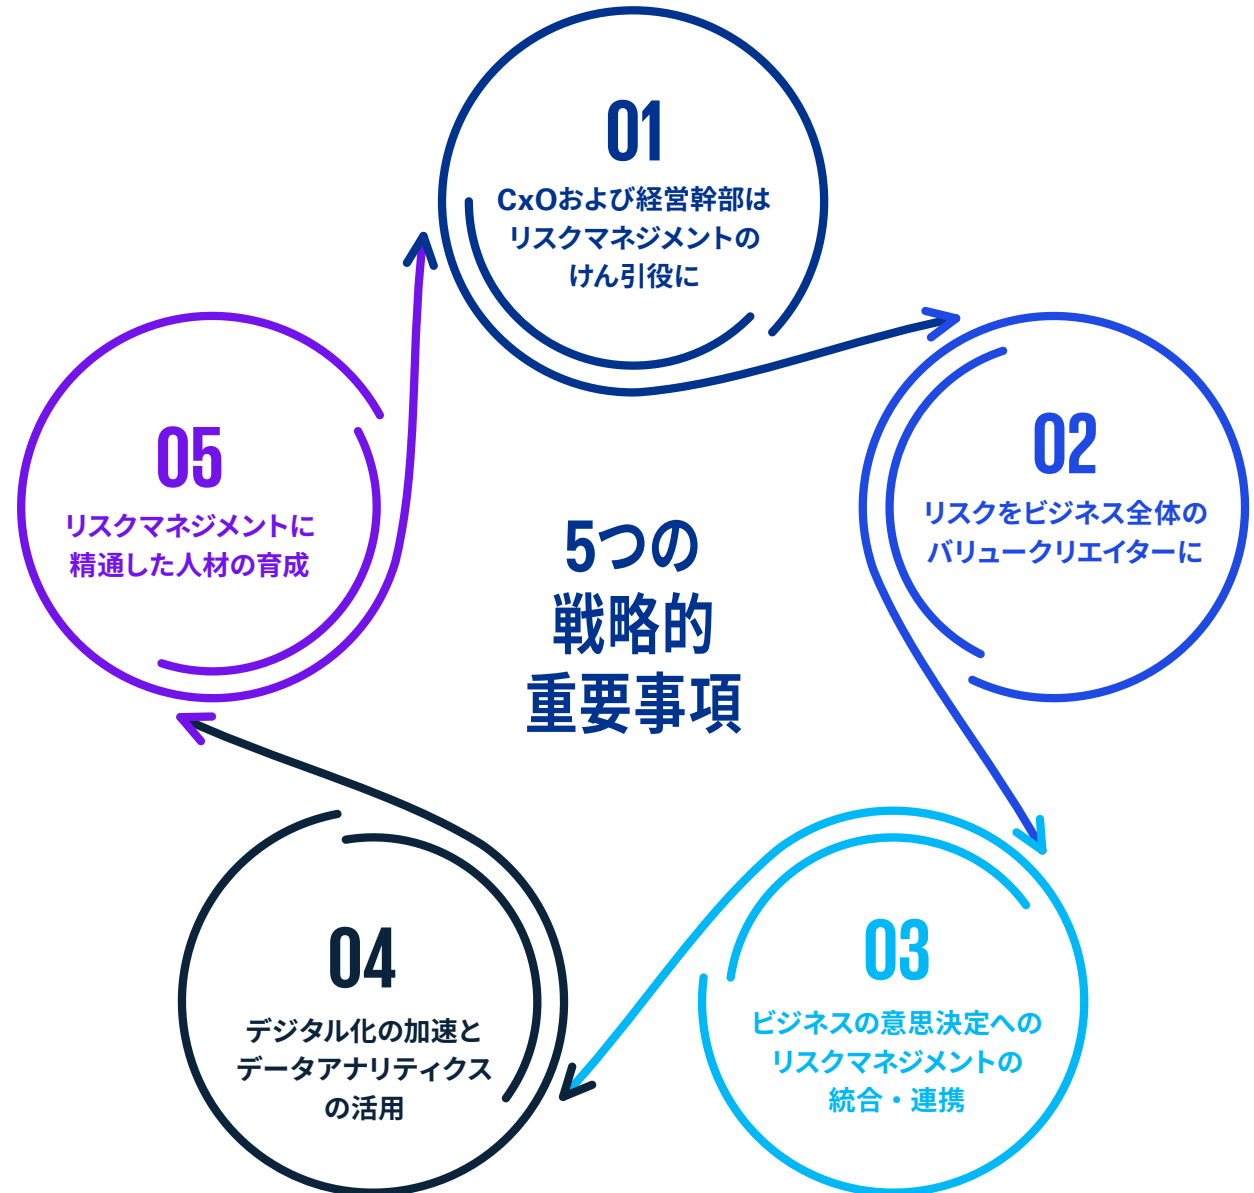 01
CxOおよび経営幹部は
リスクマネジメントの
けん引役に
02
リスクをビジネス全体の
バリュークリエイターに
03
ビジネスの意思決定への
リスクマネジメントの
統合・連携
04
デジタル化の加速と
データアナリティクス
の活用
05
リスクマネジメントに
精通した人材の育成
5つの
戦略的
重要事項